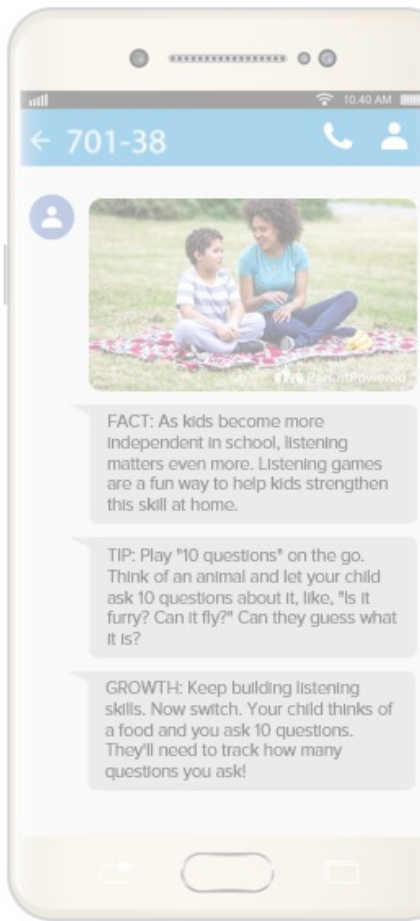 10.40 AM
701-38
ParentPowered
FACT: As kids become more
independent in school, listening
matters even more. Listening games
are a fun way to help kids strengthen
this skill at home.
TIP: Play "10 questions" on the go.
Think of an animal and let your child
ask 10 questions about it, like, "Is it
furry? Can it fly?" Can they guess what
it is?
GROWTH: Keep building listening
skills. Now switch. Your child thinks of
a food and you ask 10 questions.
They'll need to track how many
questions you ask!